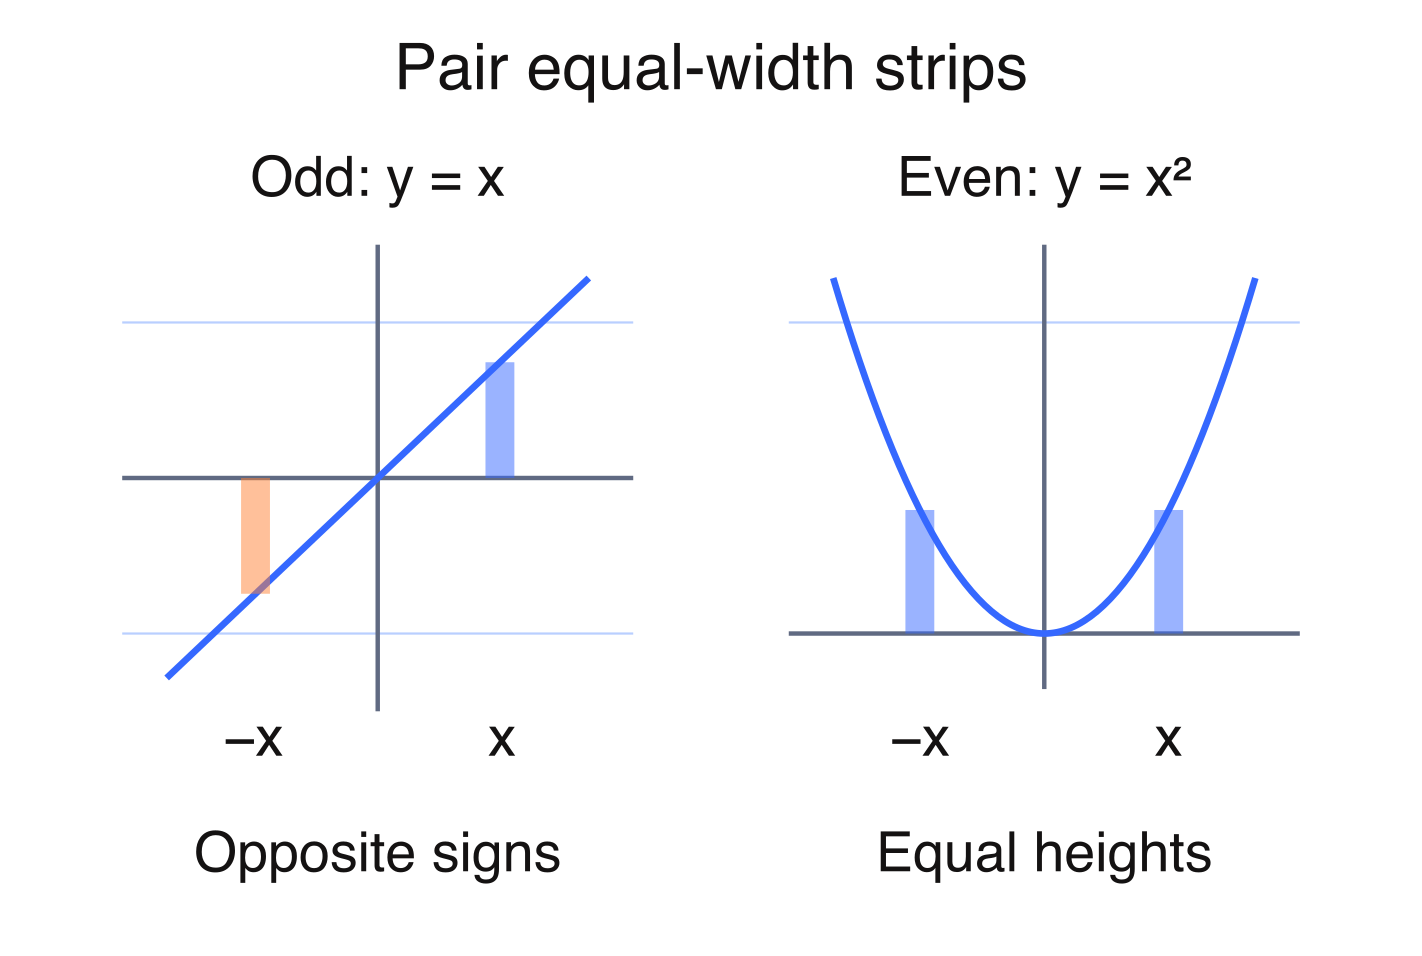 Pair equal-width strips
Odd: y = x
Even: y = x²
–x
x
–x
x
Opposite signs
Equal heights